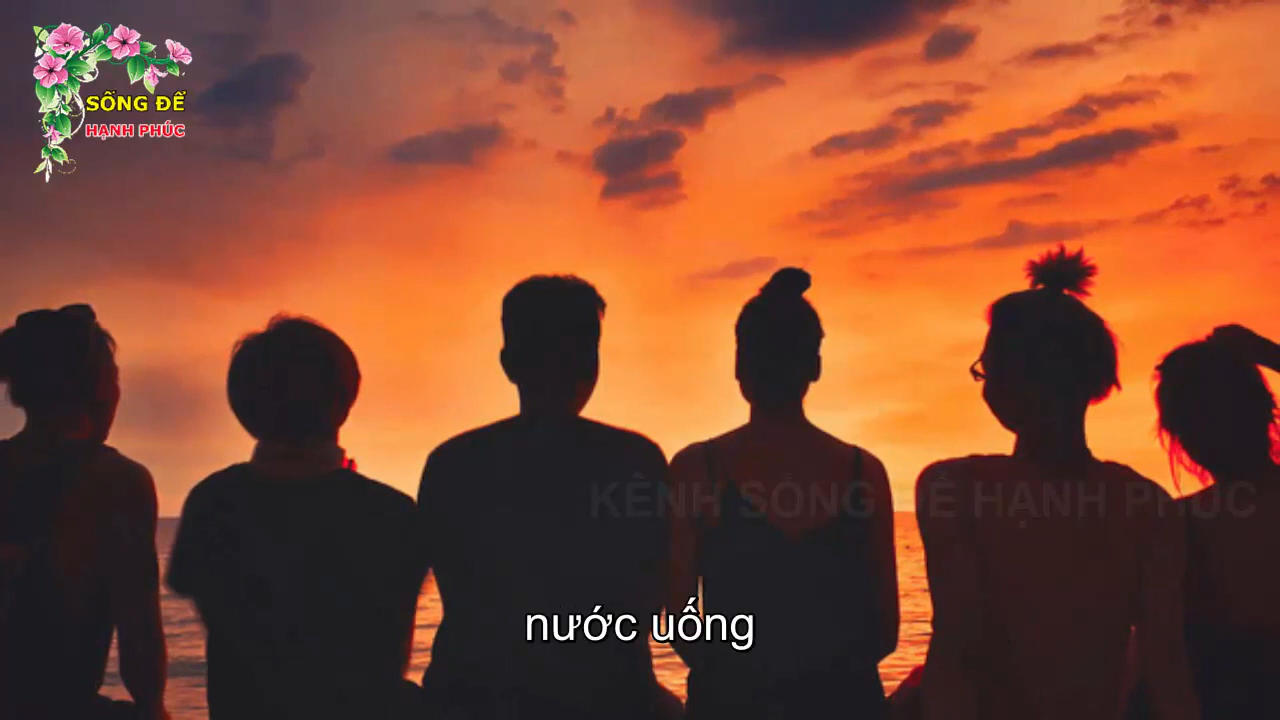 SỐNG ĐỂ
HẠNH PHÚC
KÊNH SỐNG ĐỂ HẠNH PHÚC
nước uống